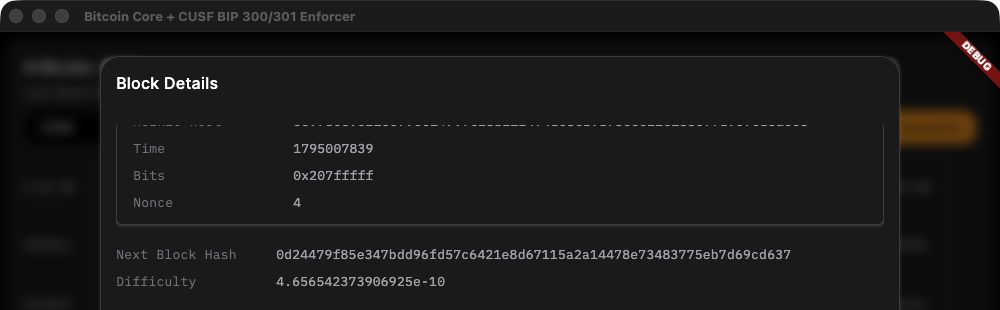 Bitcoin Core + CUSF BIP 300/301 Enforcer
DEBUG
Block Details
Time 1795007839
Bits 0x207fffff
Nonce 4
Next Block Hash 0d24479f85e347bdd96fd57c6421e8d67115a2a14478e73483775eb7d69cd637
Difficulty 4.656542373906925e-10